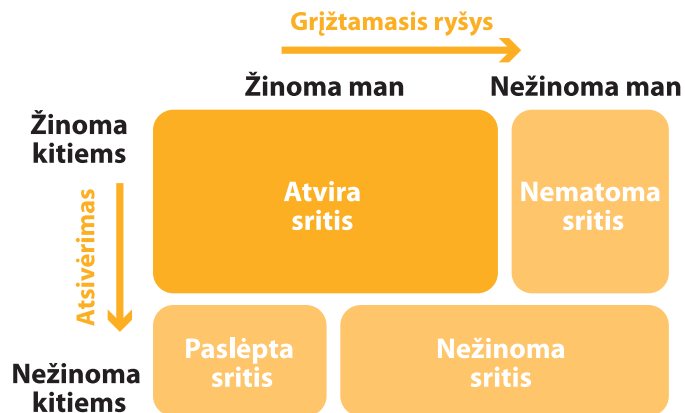 Grįžtamasis ryšys
Žinoma man
Nežinoma man
Žinoma
kitiems
Atvira
sritis
Nematoma
sritis
Atsivėrimas
Nežinoma
kitiems
Paslėpta
sritis
Nežinoma
sritis